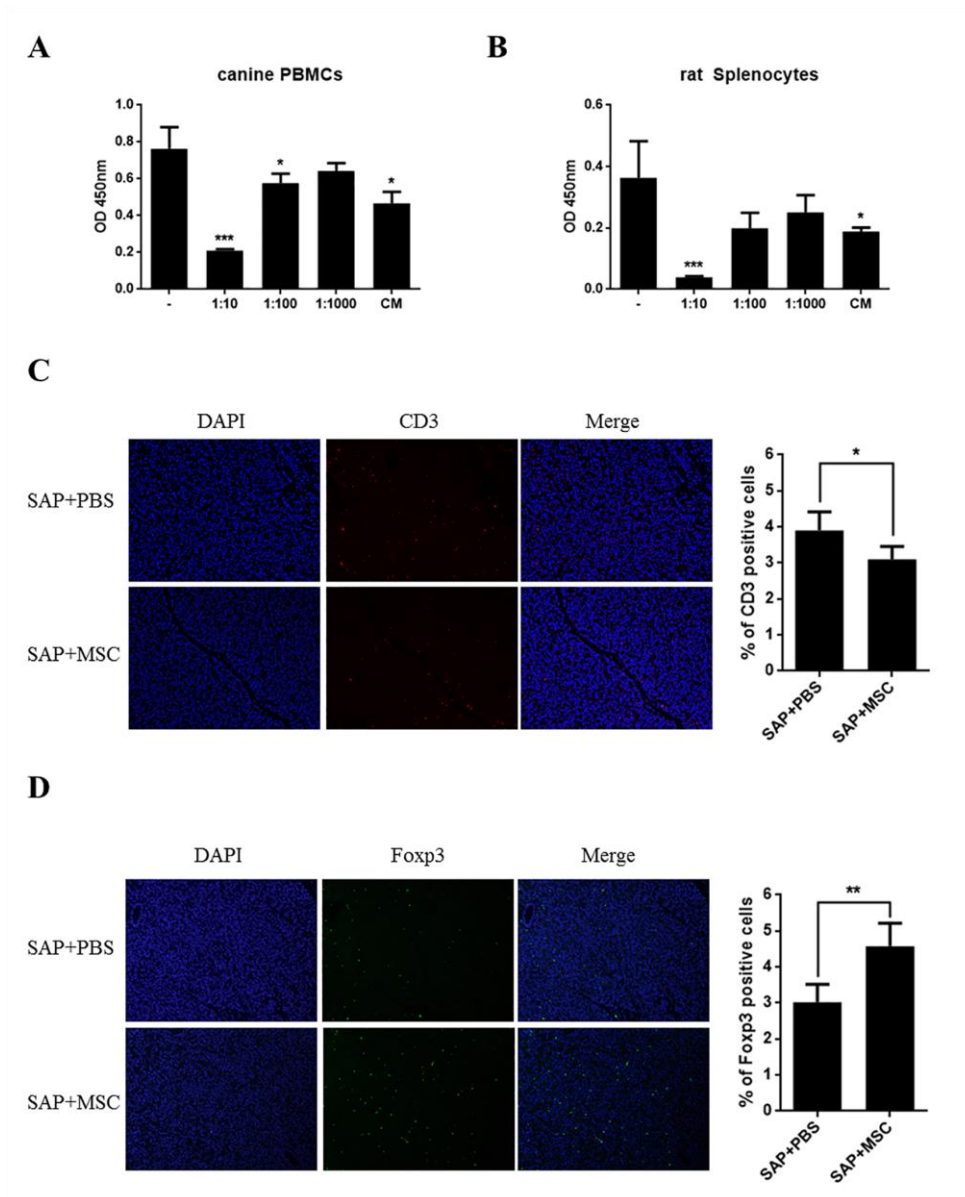 A
canine PBMCs
OD 450nm
1.0
0.8
0.6
0.4
0.2
0.0
***
*
*
-
1:10
1:100
1:1000
CM
B
rat Splenocytes
OD 450nm
0.6
0.4
0.2
0.0
***
*
-
1:10
1:100
1:1000
CM
C
DAPI
CD3
Merge
SAP+PBS
SAP+MSC
% of CD3 positive cells
6
5
4
3
2
1
0
*
SAP+PBS
SAP+MSC
D
DAPI
Foxp3
Merge
SAP+PBS
SAP+MSC
% of Foxp3 positive cells
6
5
4
3
2
1
0
**
SAP+PBS
SAP+MSC